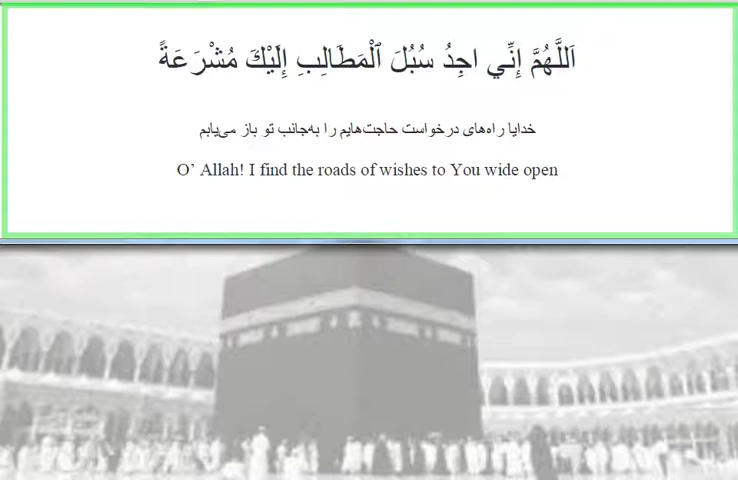 اَللَّهُمَّ إِنِّي اجِدُ سُبُلَ ٱلْمَطَالِبِ إِلَيْكَ مُشْرَعَةً
خدایا راه‌های درخواست حاجت‌هایم را به‌جانب تو باز می‌یابم
O’ Allah! I find the roads of wishes to You wide open